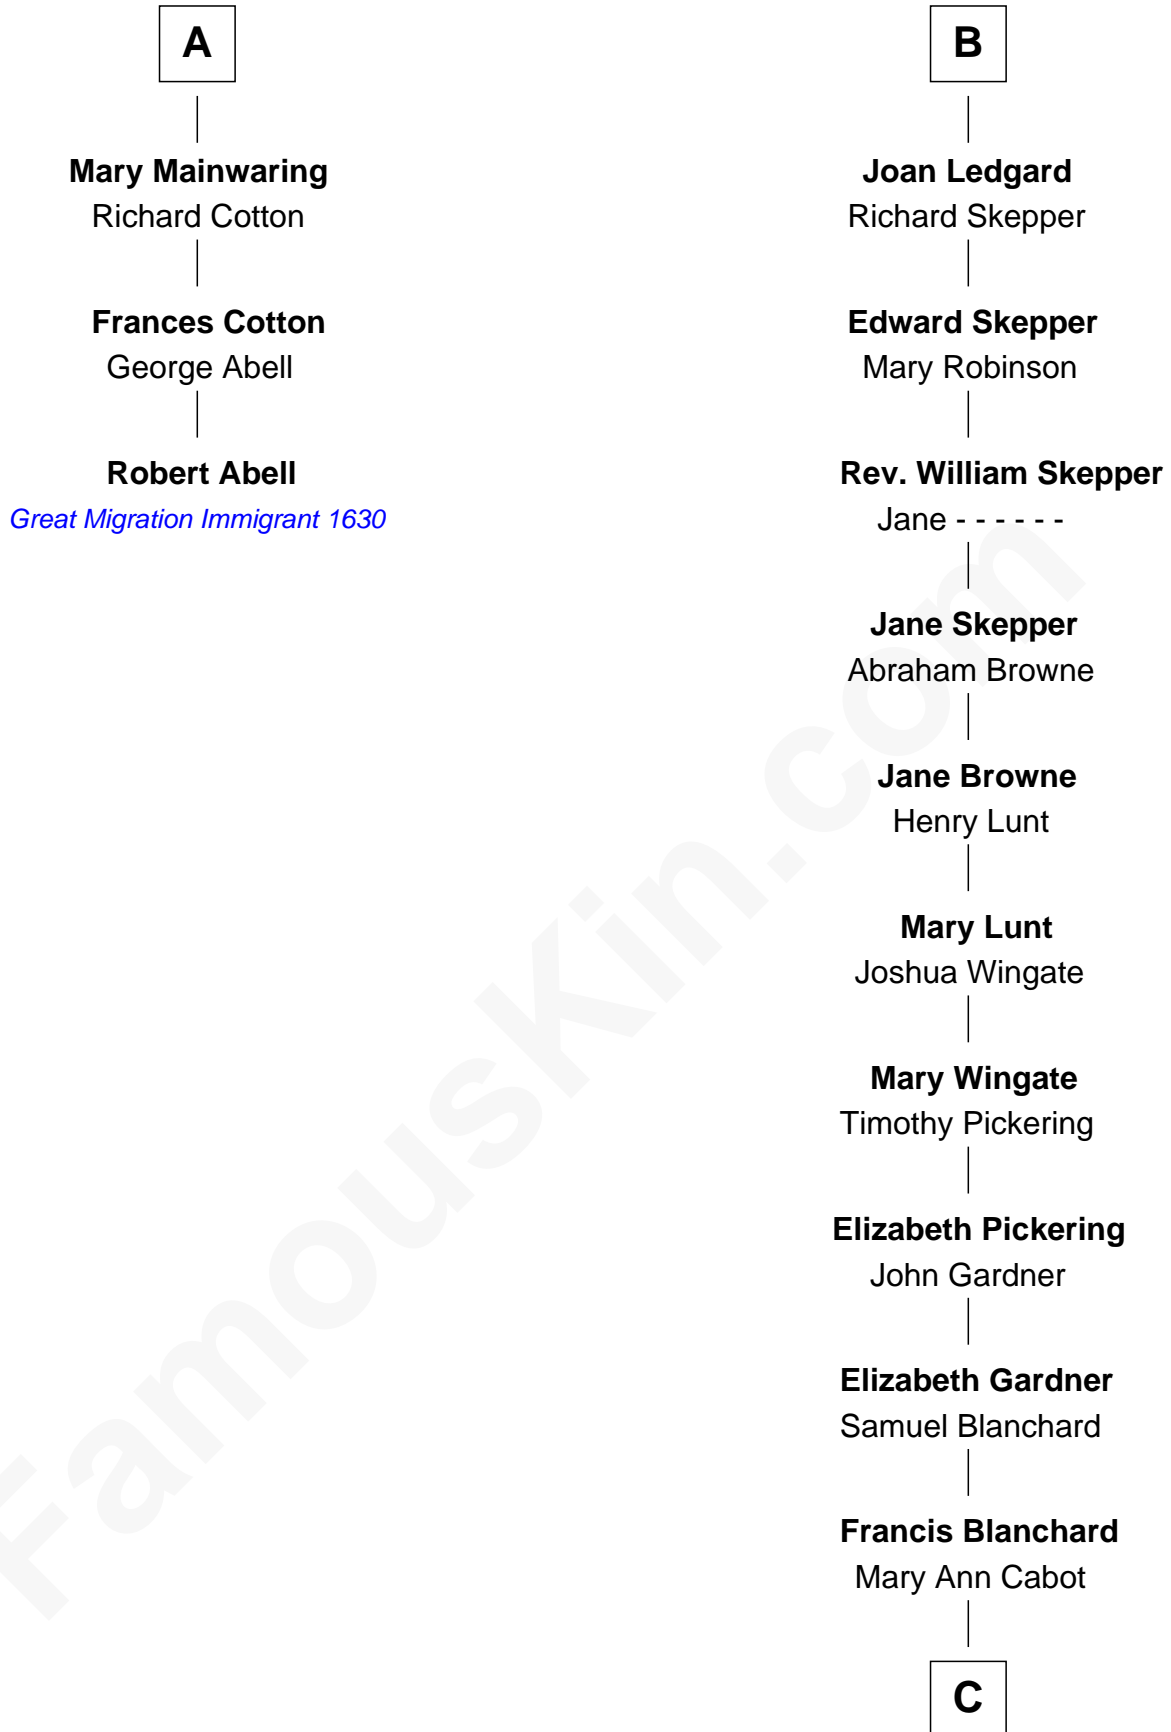 A
Mary Mainwaring
Richard Cotton
Frances Cotton
George Abell
Robert Abell
Great Migration Immigrant 1630
B
Joan Ledgard
Richard Skepper
Edward Skepper
Mary Robinson
Rev. William Skepper
Jane - - - - - -
Jane Skepper
Abraham Browne
Jane Browne
Henry Lunt
Mary Lunt
Joshua Wingate
Mary Wingate
Timothy Pickering
Elizabeth Pickering
John Gardner
Elizabeth Gardner
Samuel Blanchard
Francis Blanchard
Mary Ann Cabot
C
FamousKin.com